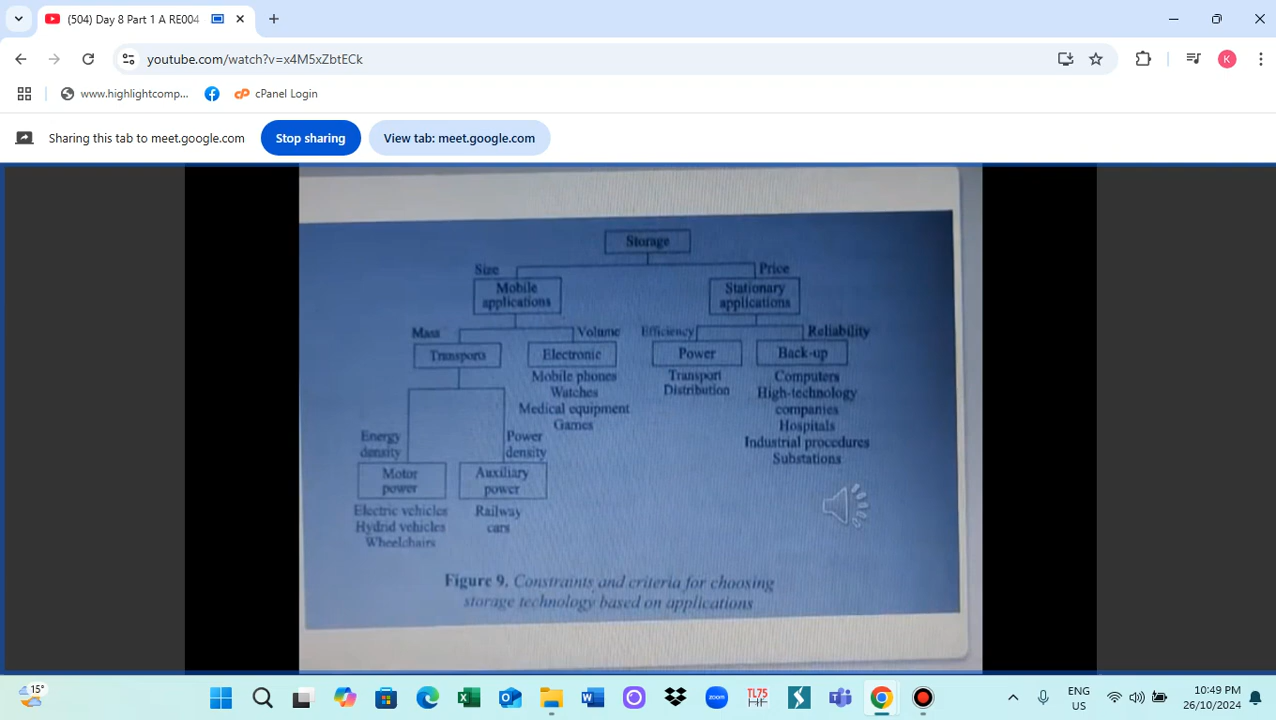 (504) Day 8 Part 1 A RE004
youtube.com/watch?v=x4M5xZbtECk
K
www.highlightcomp...
cPanel Login
Sharing this tab to meet.google.com
Stop sharing
View tab: meet.google.com
Storage
Size
Price
Mobile
applications
Stationary
applications
Mass
Volume
Efficiency
Reliability
Transports
Electronic
Power
Back-up
Mobile phones
Watches
Medical equipment
Games
Transport
Distribution
Computers
High-technology
companies
Hospitals
Industrial procedures
Substations
Energy
density
Power
density
Motor
power
Auxiliary
power
Electric vehicles
Hydrid vehicles
Wheelchairs
Railway
cars
Figure 9. Constraints and criteria for choosing
storage technology based on applications
15°
zoom
TL75
ENG
US
10:49 PM
26/10/2024